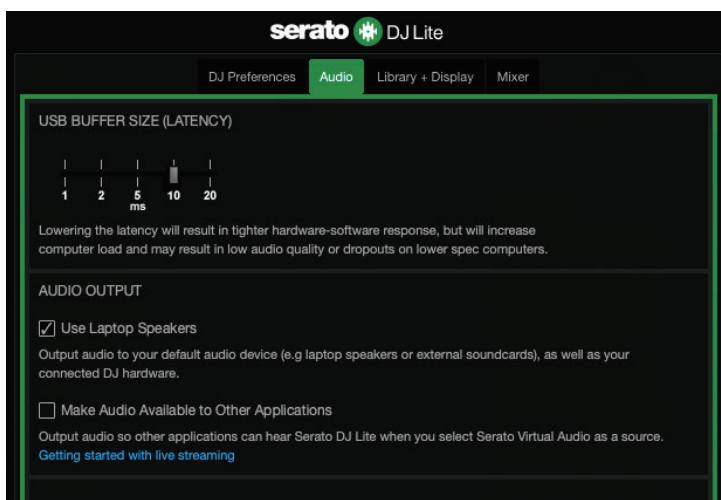 serato DJ Lite
DJ Preferences Audio Library + Display Mixer
USB BUFFER SIZE (LATENCY)
1 2 5 10 20
ms
Lowering the latency will result in tighter hardware-software response, but will increase
computer load and may result in low audio quality or dropouts on lower spec computers.
AUDIO OUTPUT
Use Laptop Speakers
Output audio to your default audio device (e.g laptop speakers or external soundcards), as well as your
connected DJ hardware.
Make Audio Available to Other Applications
Output audio so other applications can hear Serato DJ Lite when you select Serato Virtual Audio as a source.
Getting started with live streaming